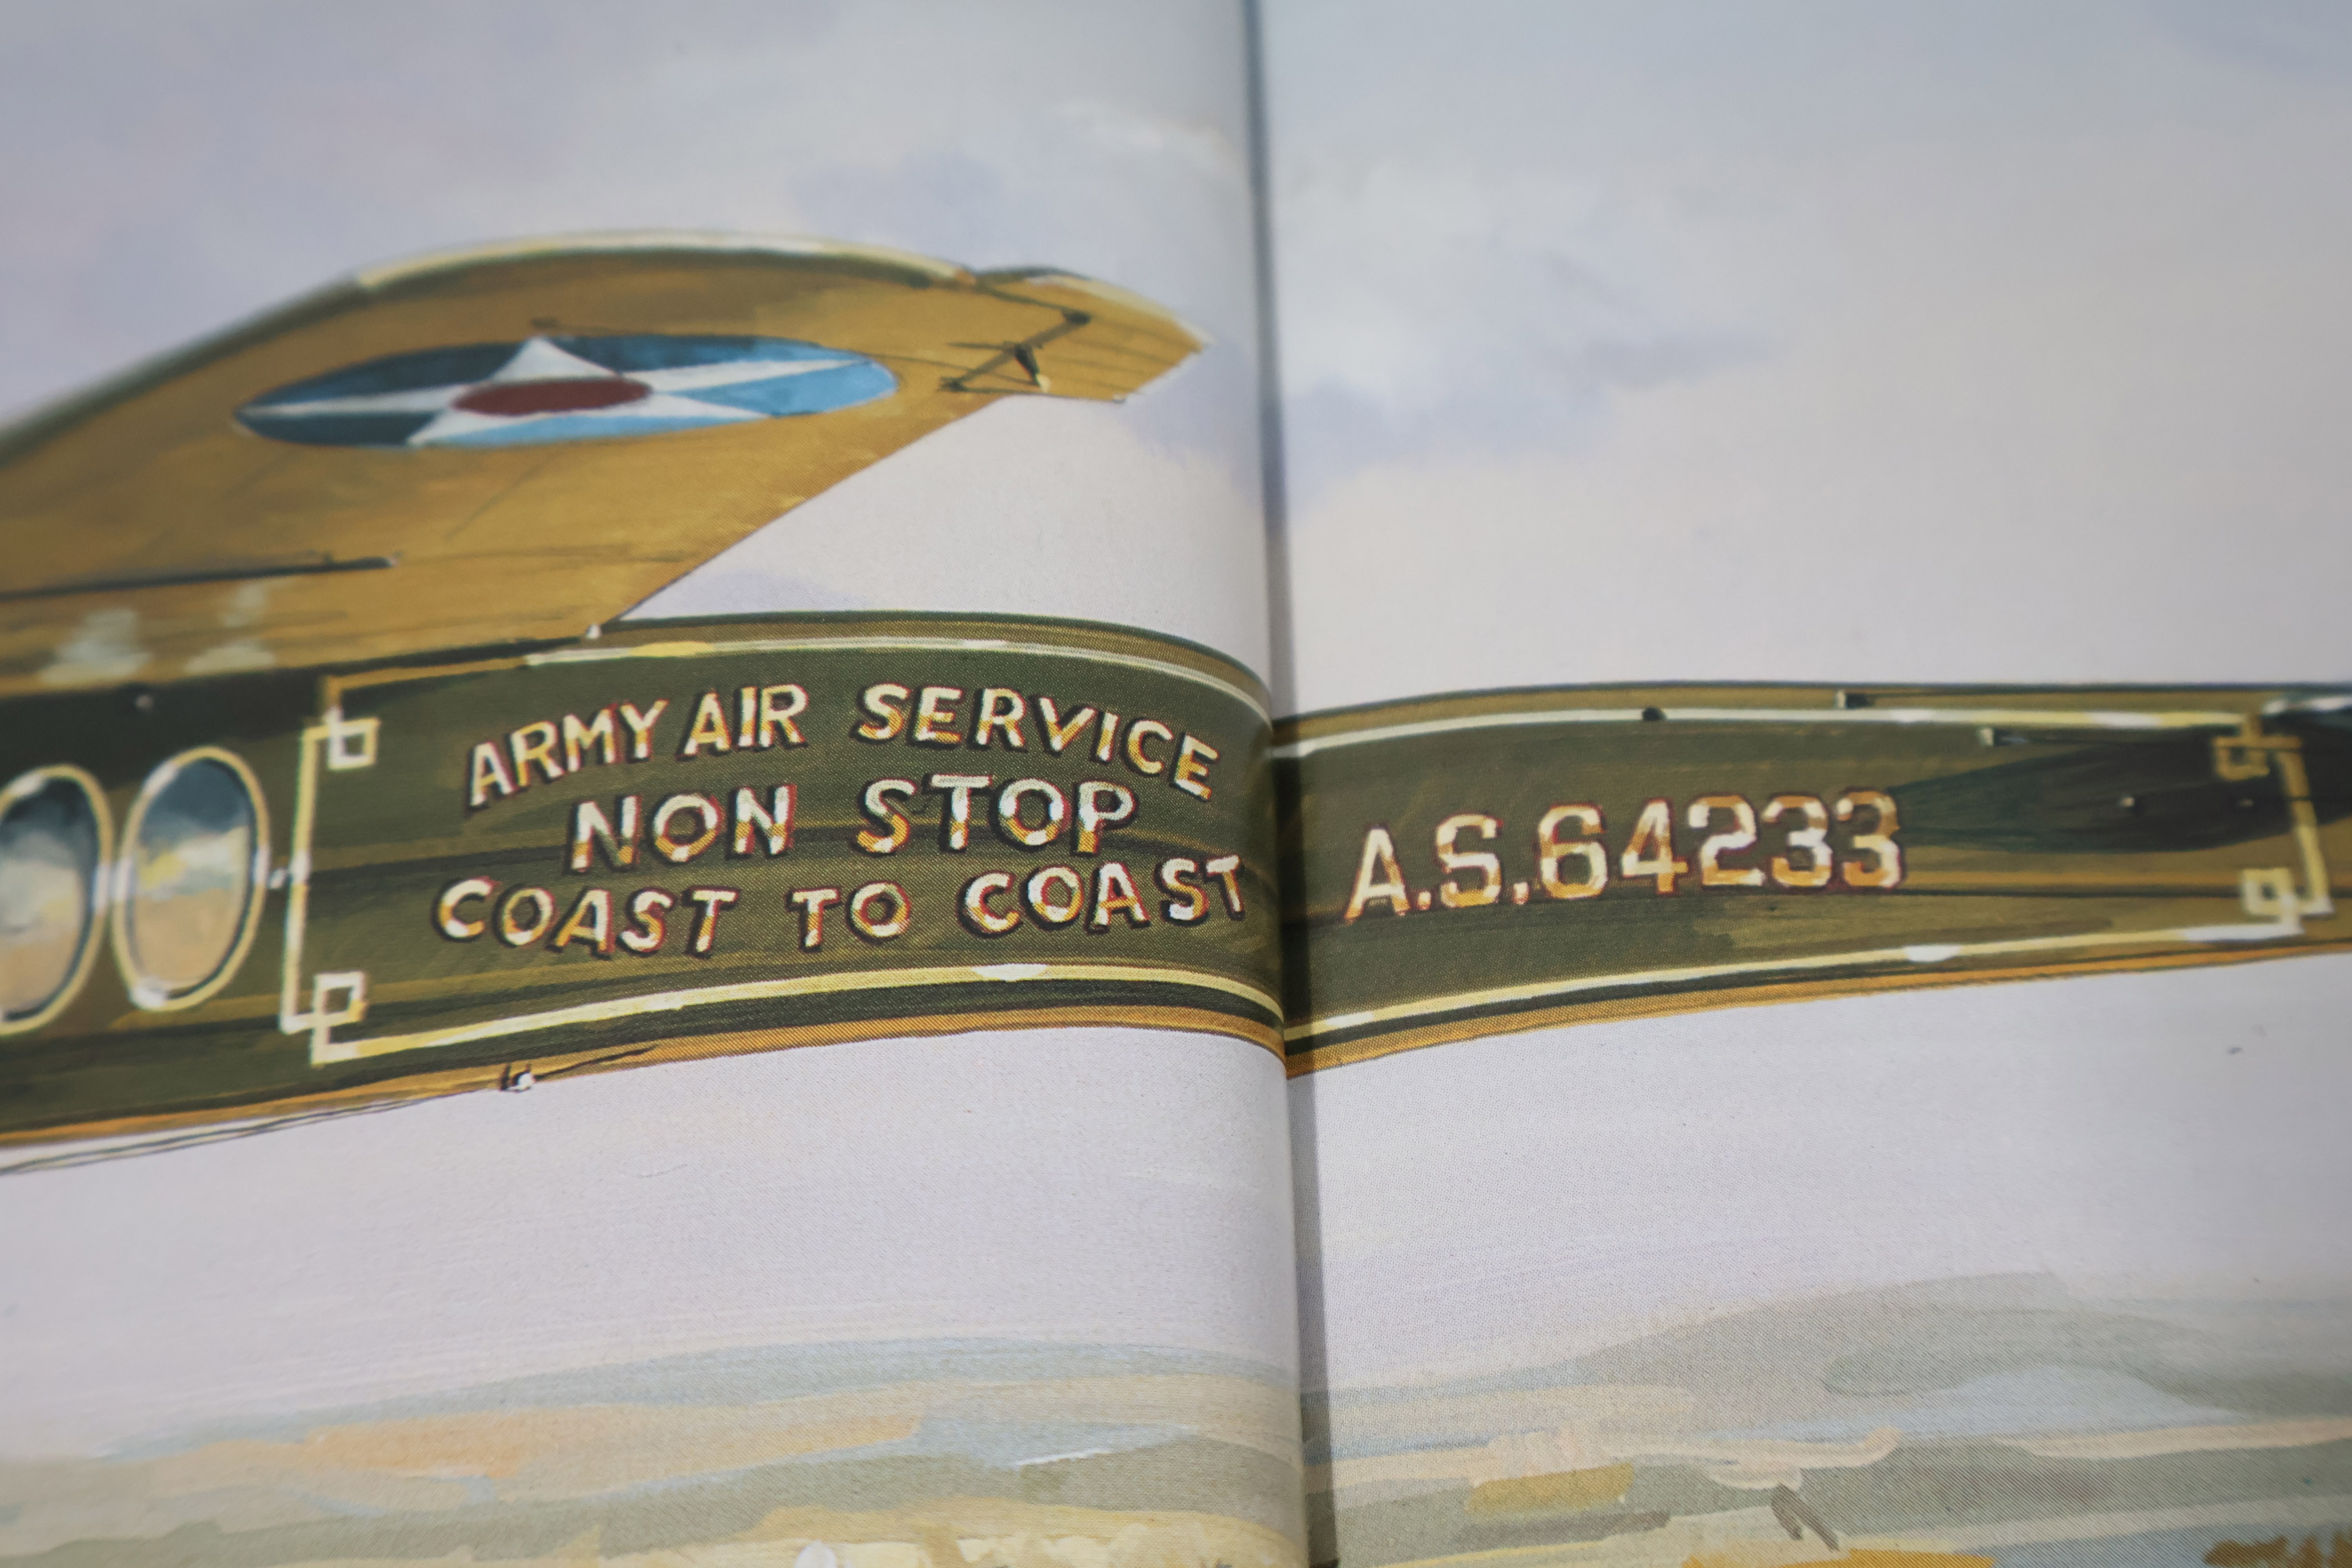 ARMY AIR SERVICE
NON STOP
COAST TO COAST
A.S.64233